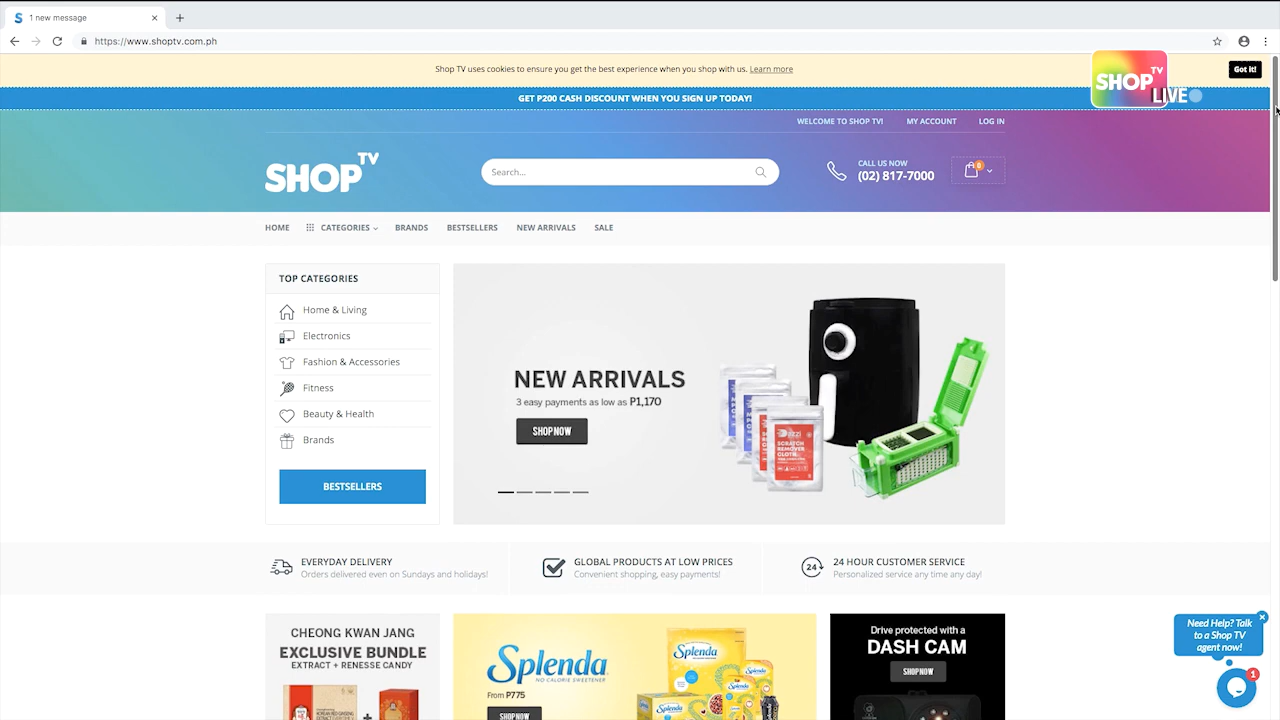 1 new message
https://www.shoptv.com.ph
Shop TV uses cookies to ensure you get the best experience when you shop with us. Learn more
Got it!
SHOP TV
LIVE
GET P200 CASH DISCOUNT WHEN YOU SIGN UP TODAY!
WELCOME TO SHOP TV!
MY ACCOUNT
LOG IN
SHOP TV
Search...
CALL US NOW
(02) 817-7000
0
HOME
CATEGORIES
BRANDS
BESTSELLERS
NEW ARRIVALS
SALE
TOP CATEGORIES
Home & Living
Electronics
Fashion & Accessories
Fitness
Beauty & Health
Brands
BESTSELLERS
NEW ARRIVALS
3 easy payments as low as P1,170
SHOP NOW
SCRATCH
REMOVER
CLOTH
EVERYDAY DELIVERY
Orders delivered even on Sundays and holidays!
GLOBAL PRODUCTS AT LOW PRICES
Convenient shopping, easy payments!
24
24 HOUR CUSTOMER SERVICE
Personalized service any time any day!
CHEONG KWAN JANG
EXCLUSIVE BUNDLE
EXTRACT + RENESSE CANDY
Splenda
NO CALORIE SWEETENER
From P775
SHOP NOW
Splenda
Splenda
Drive protected with a
DASH CAM
SHOP NOW
Need Help? Talk
to a Shop TV
agent now!
1